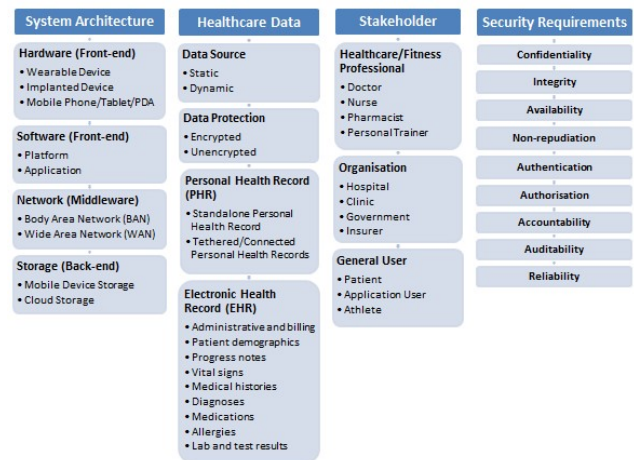 System Architecture
Hardware (Front-end)
• Wearable Device
• Implanted Device
• Mobile Phone/Tablet/PDA
Software (Front-end)
• Platform
• Application
Network (Middleware)
• Body Area Network (BAN)
• Wide Area Network (WAN)
Storage (Back-end)
• Mobile Device Storage
• Cloud Storage
Healthcare Data
Data Source
• Static
• Dynamic
Data Protection
• Encrypted
• Unencrypted
Personal Health Record
(PHR)
• Standalone Personal
Health Record
• Tethered/Connected
Personal Health Records
Electronic Health
Record (EHR)
• Administrative and billing
• Patient demographics
• Progress notes
• Vital signs
• Medical histories
• Diagnoses
• Medications
• Allergies
• Lab and test results
Stakeholder
Healthcare/Fitness
Professional
• Doctor
• Nurse
• Pharmacist
• Personal Trainer
Organisation
• Hospital
• Clinic
• Government
• Insurer
General User
• Patient
• Application User
• Athlete
Security Requirements
Confidentiality
Integrity
Availability
Non-repudiation
Authentication
Authorisation
Accountability
Auditability
Reliability